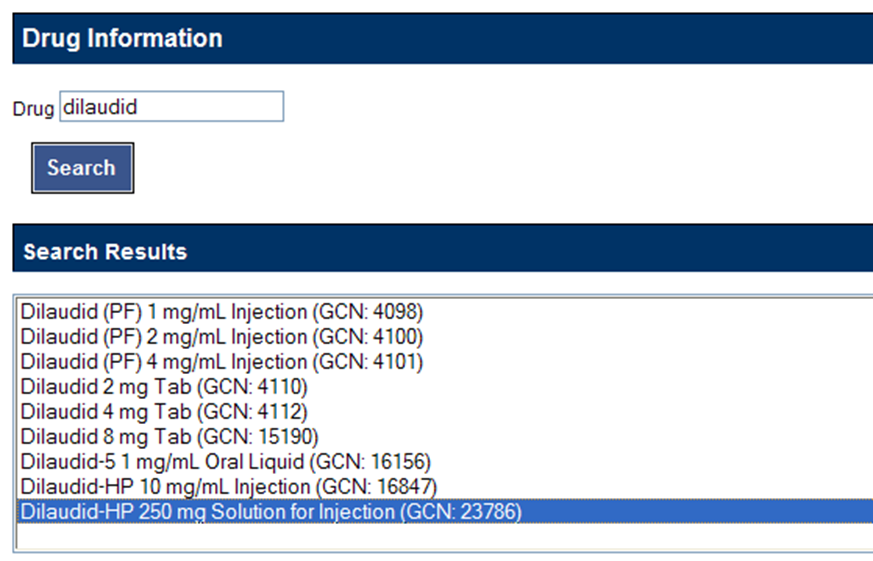 Drug Information
Drug dilaudid
Search
Search Results
Dilaudid (PF) 1 mg/mL Injection (GCN: 4098)
Dilaudid (PF) 2 mg/mL Injection (GCN: 4100)
Dilaudid (PF) 4 mg/mL Injection (GCN: 4101)
Dilaudid 2 mg Tab (GCN: 4110)
Dilaudid 4 mg Tab (GCN: 4112)
Dilaudid 8 mg Tab (GCN: 15190)
Dilaudid-5 1 mg/mL Oral Liquid (GCN: 16156)
Dilaudid-HP 10 mg/mL Injection (GCN: 16847)
Dilaudid-HP 250 mg Solution for Injection (GCN: 23786)